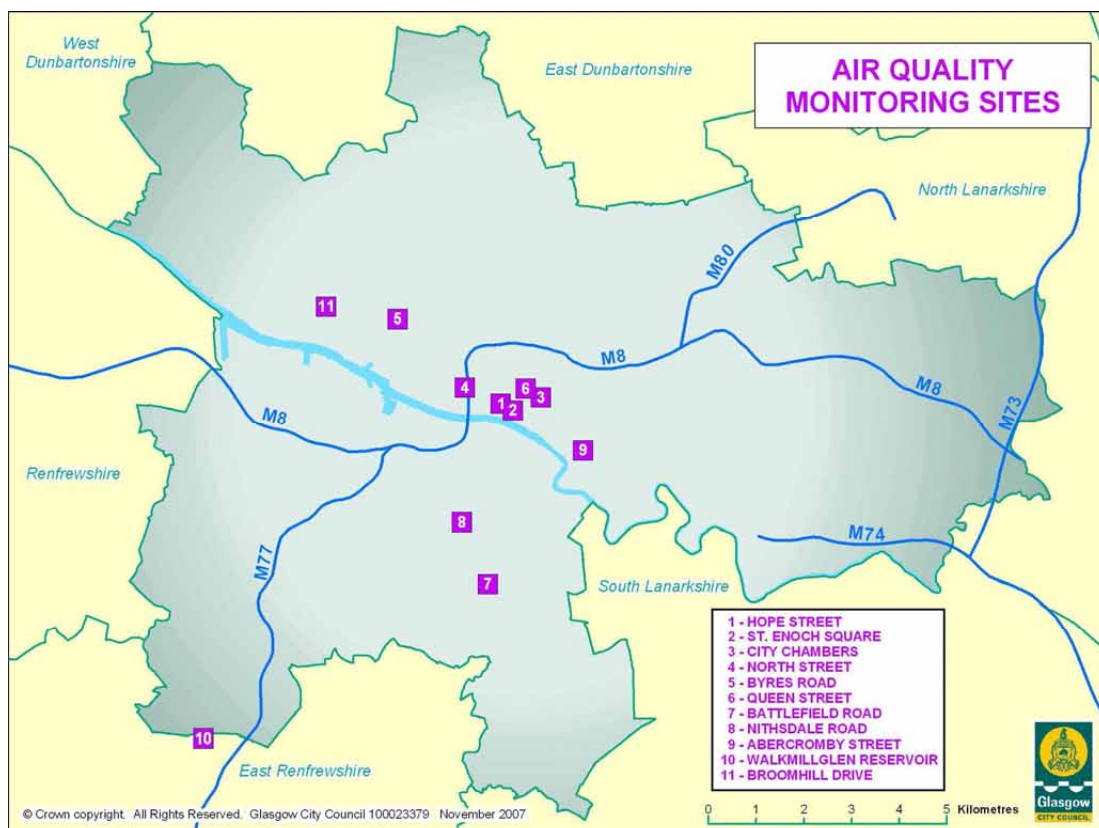 West
Dunbartonshire
East Dunbartonshire
AIR QUALITY
MONITORING SITES
North Lanarkshire
M80
11
5
M8
M8
4
6
1
3
2
M73
M8
9
Renfrewshire
8
M74
M77
7
South Lanarkshire
1 - HOPE STREET
2 - ST. ENOCH SQUARE
3 - CITY CHAMBERS
4 - NORTH STREET
5 - BYRES ROAD
6 - QUEEN STREET
7 - BATTLEFIELD ROAD
8 - NITHSDALE ROAD
9 - ABERCROMBY STREET
10 - WALKMILLGLEN RESERVOIR
11 - BROOMHILL DRIVE
10
East Renfrewshire
Glasgow
CITY COUNCIL
0 1 2 3 4 5 Kilometres
© Crown copyright. All Rights Reserved. Glasgow City Council 100023379 November 2007